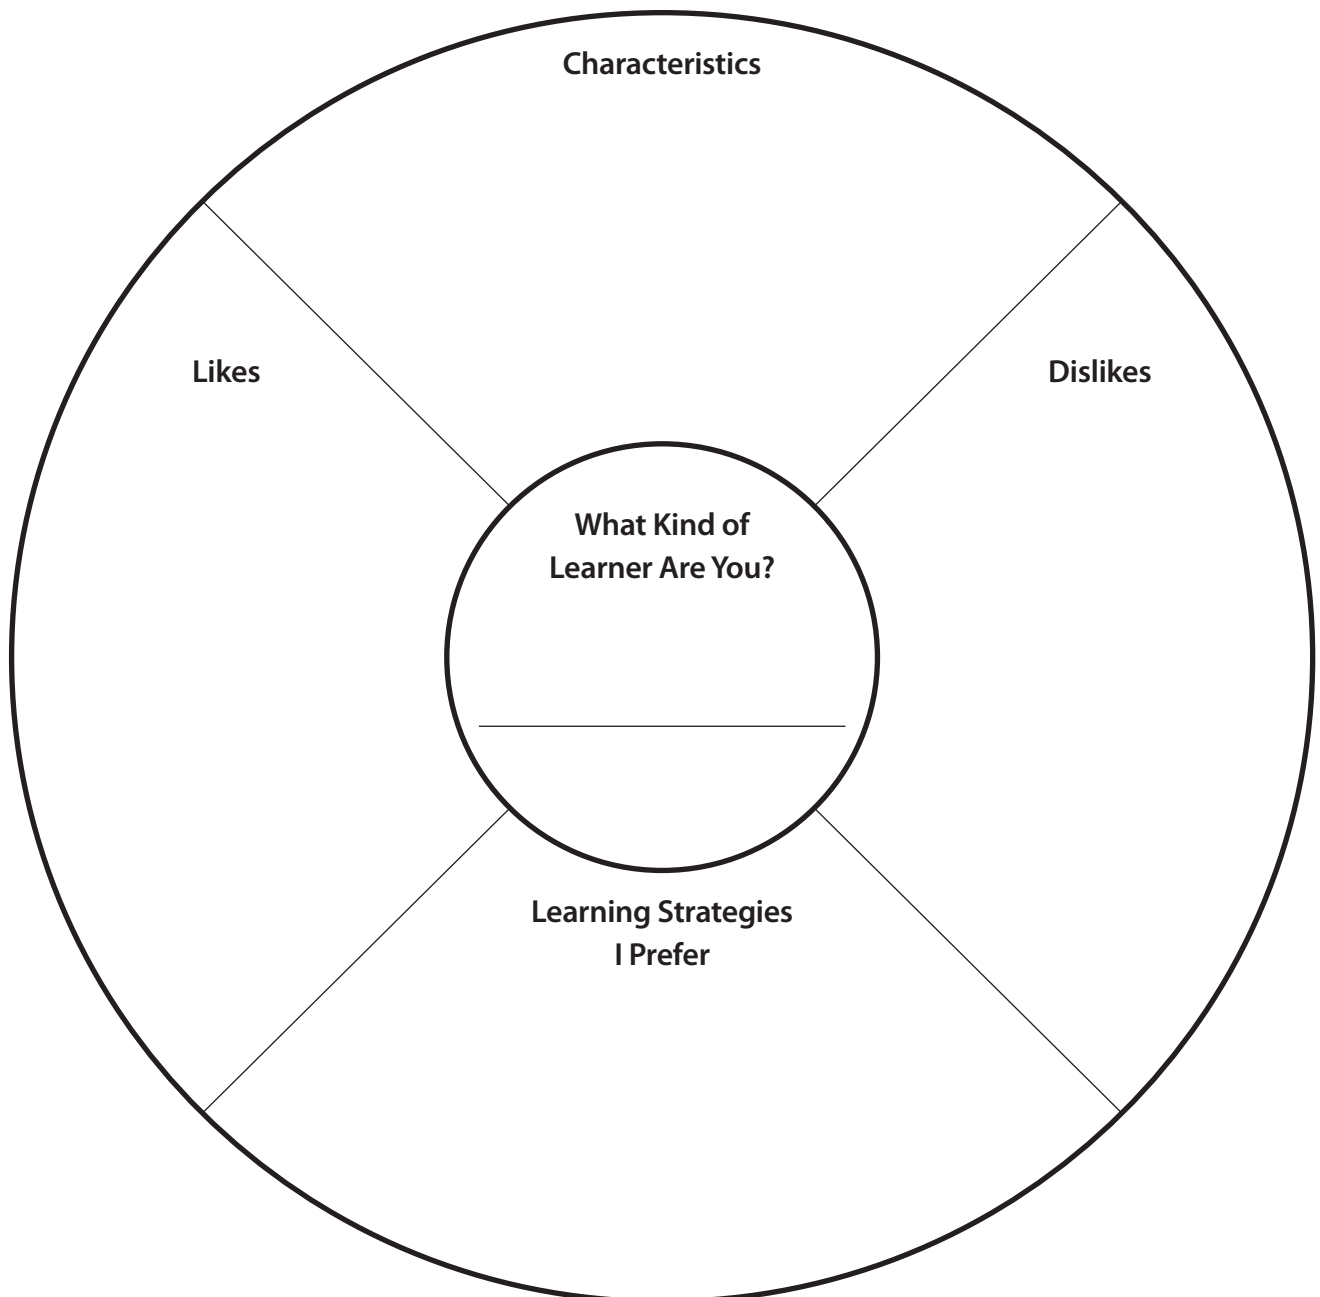 Characteristics
Likes
Dislikes
What Kind of
Learner Are You?
Learning Strategies
I Prefer